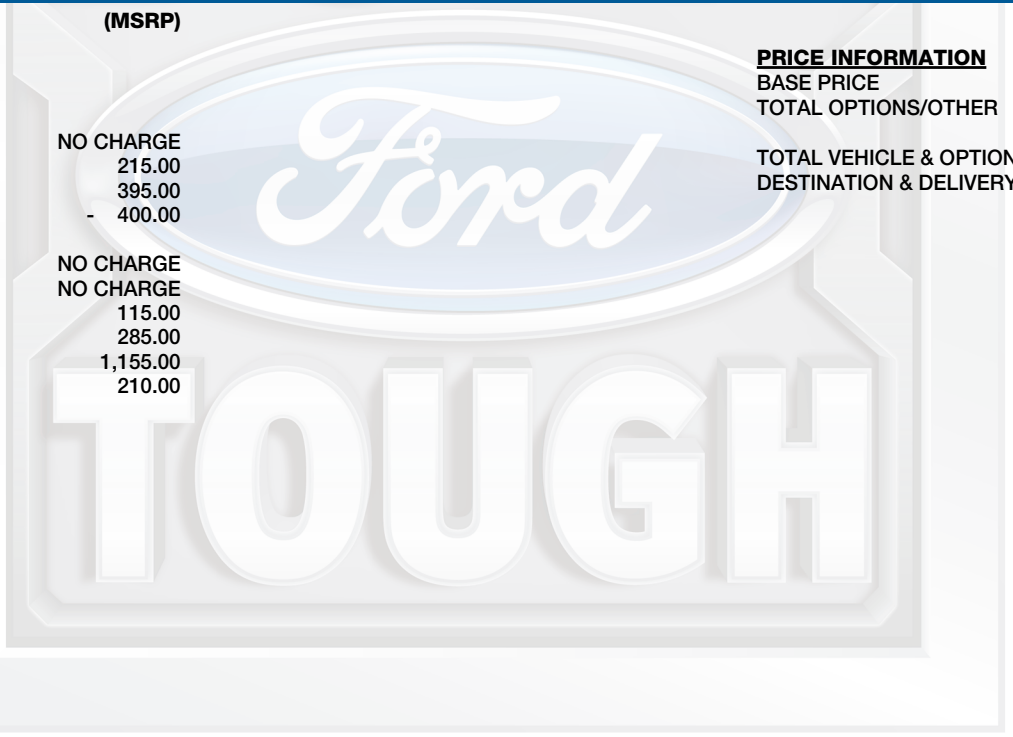 (MSRP)
NO CHARGE
215.00
395.00
- 400.00
NO CHARGE
NO CHARGE
115.00
285.00
1,155.00
210.00
PRICE INFORMATION
BASE PRICE
TOTAL OPTIONS/OTHER
TOTAL VEHICLE & OPTION
DESTINATION & DELIVERY
Ford
TOUGH